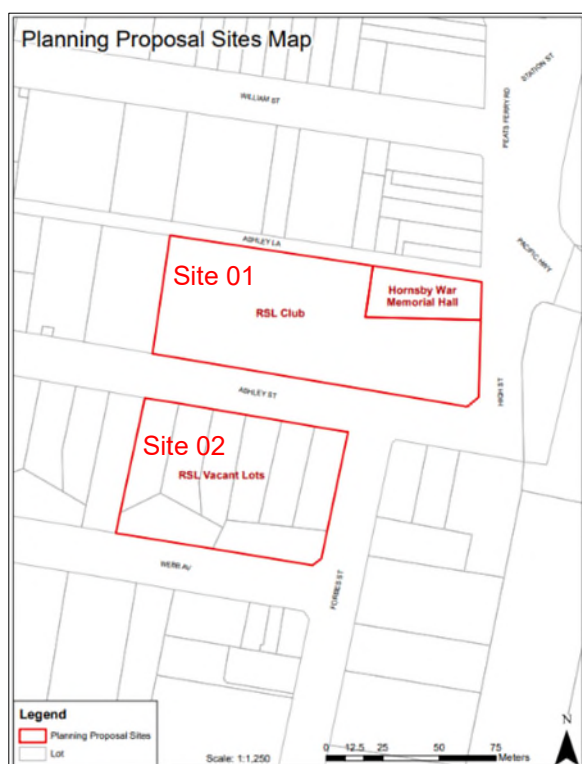 Planning Proposal Sites Map
STATION ST
WILLIAM ST
PEATS FERRY RD
ASHLEY LA
PACIFIC HWY
Site 01
Hornsby War
Memorial Hall
RSL Club
HIGH ST
ASHLEY ST
Site 02
RSL Vacant Lots
WEBB AV
FORBES ST
Legend
Planning Proposal Sites
Lot
Scale: 1:1,250
0 12.5 25 50 75
Meters
N